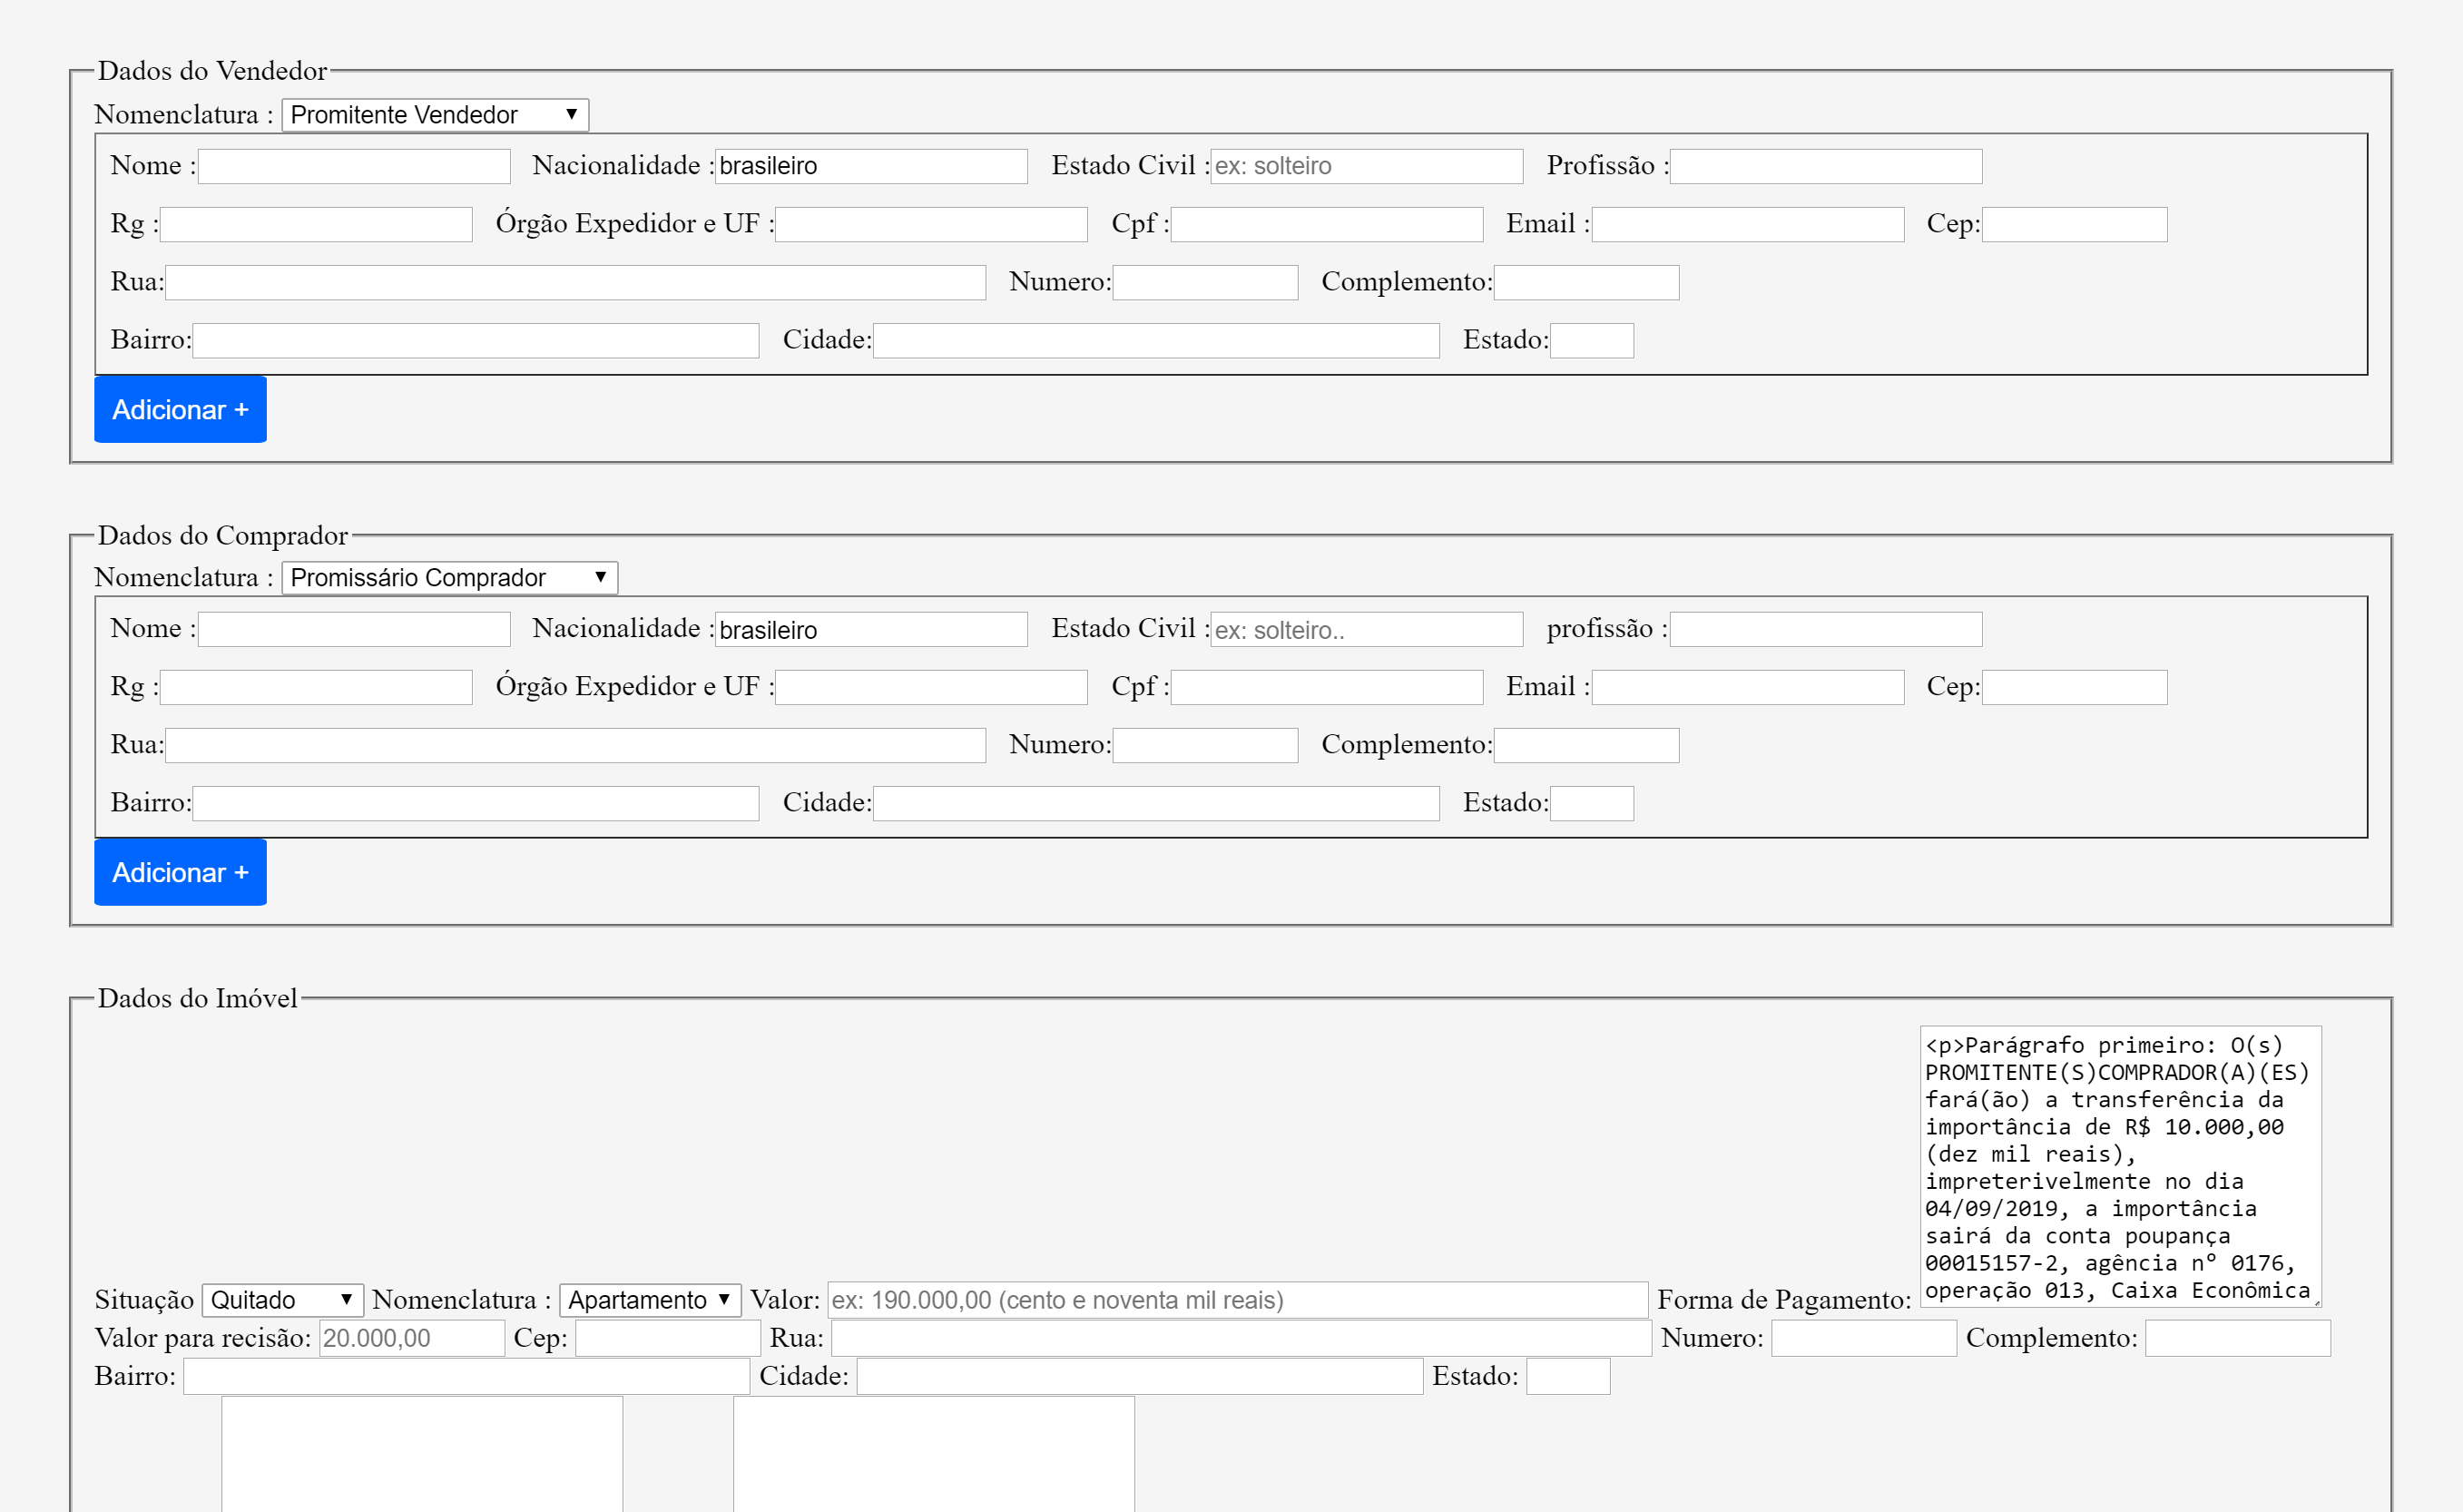 Dados do Vendedor
Nomenclatura : Promitente Vendedor
Nome : Nacionalidade : brasileiro Estado Civil : ex: solteiro Profissão :
Rg : Órgão Expedidor e UF : Cpf : Email : Cep:
Rua: Numero: Complemento:
Bairro: Cidade: Estado:
Adicionar +
Dados do Comprador
Nomenclatura : Promissário Comprador
Nome : Nacionalidade : brasileiro Estado Civil : ex: solteiro.. profissão :
Rg : Órgão Expedidor e UF : Cpf : Email : Cep:
Rua: Numero: Complemento:
Bairro: Cidade: Estado:
Adicionar +
Dados do Imóvel
<p>Parágrafo primeiro: O(s)
PROMITENTE(S)COMPRADOR(A)(ES)
fará(ão) a transferência da
importância de R$ 10.000,00
(dez mil reais),
impreterivelmente no dia
04/09/2019, a importância
sairá da conta poupança
00015157-2, agência nº 0176,
operação 013, Caixa Econômica
Situação Quitado Nomenclatura : Apartamento Valor: ex: 190.000,00 (cento e noventa mil reais) Forma de Pagamento:
Valor para recisão: 20.000,00 Cep: Rua: Numero: Complemento:
Bairro: Cidade: Estado: